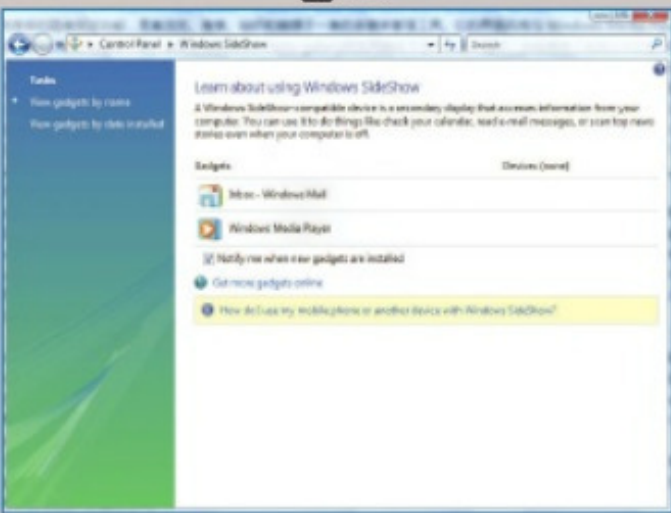 Control Panel ▸ Windows SideShow
Search
Tasks
View gadgets by name
View gadgets by date installed
Learn about using Windows SideShow
A Windows SideShow-compatible device is a secondary display that accesses information from your
computer. You can use it to do things like check your calendar, read e-mail messages, or scan top news
stories even when your computer is off.
Gadgets
Devices (none)
Inbox - Windows Mail
Windows Media Player
Notify me when new gadgets are installed
Get more gadgets online
How do I use my mobile phone or another device with Windows SideShow?